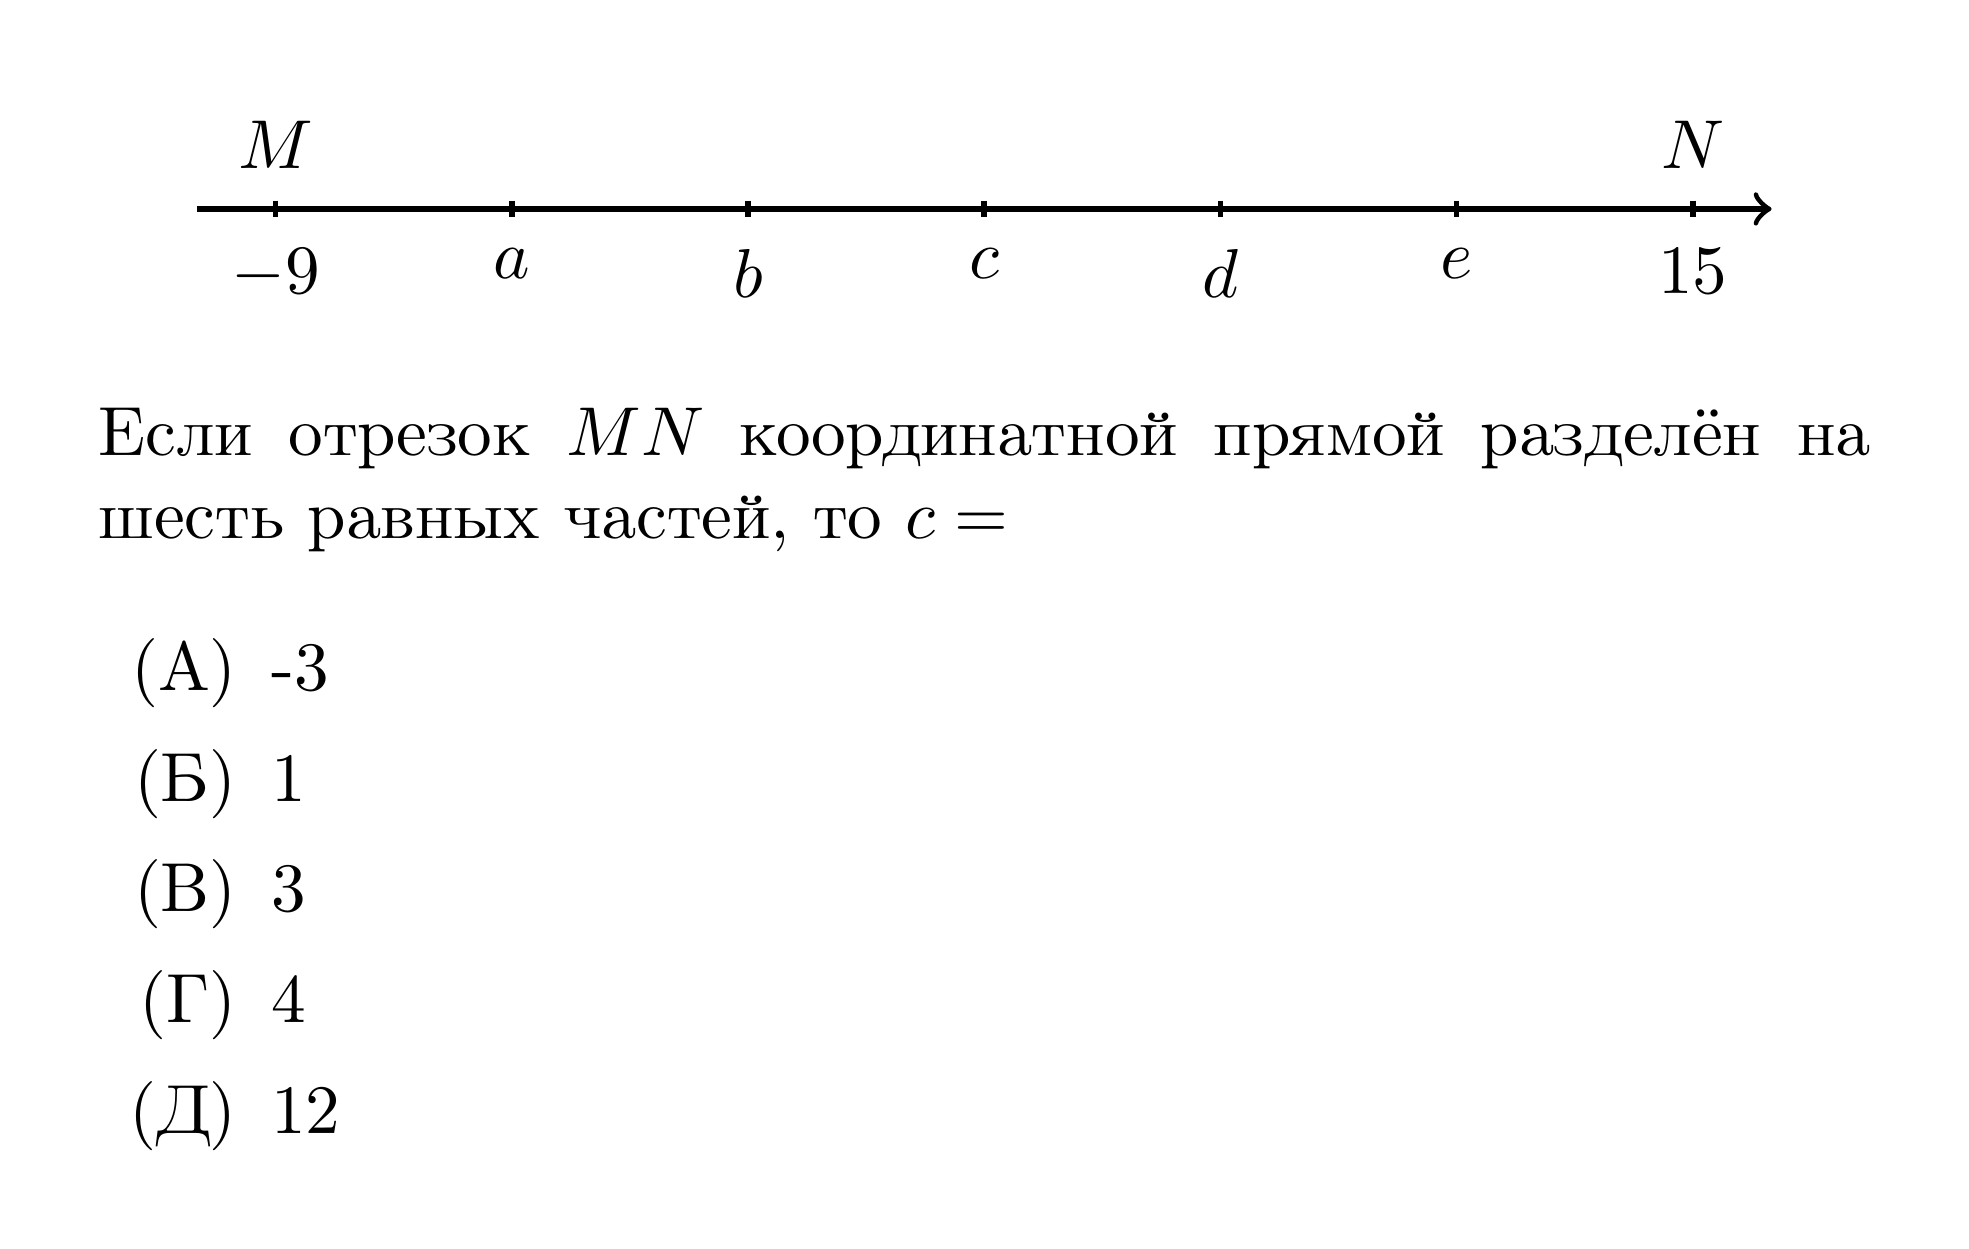 M N
−9 a b c d e 15
Если отрезок MN координатной прямой разделён на
шесть равных частей, то c =
(А) -3
(Б) 1
(В) 3
(Г) 4
(Д) 12